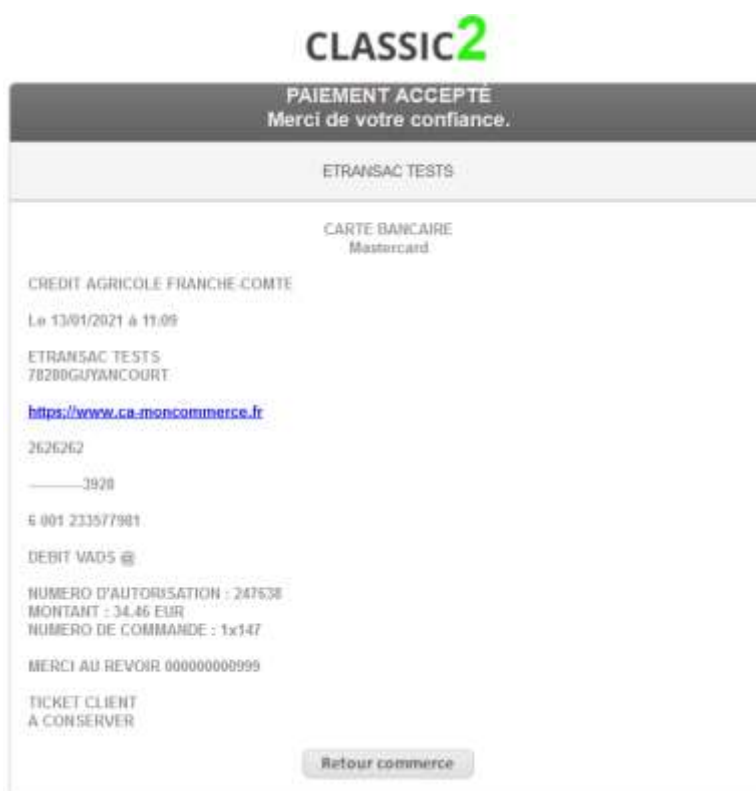 CLASSIC2
PAIEMENT ACCEPTÉ
Merci de votre confiance.
ETRANSAC TESTS
CARTE BANCAIRE
Mastercard
CREDIT AGRICOLE FRANCHE-COMTE
Le 13/01/2021 à 11:09
ETRANSAC TESTS
78280GUYANCOURT
https://www.ca-moncommerce.fr
2626262
------------3928
6 001 233577981
DEBIT VADS @
NUMERO D'AUTORISATION : 247638
MONTANT : 34.46 EUR
NUMERO DE COMMANDE : 1x147
MERCI AU REVOIR 000000000999
TICKET CLIENT
A CONSERVER
Retour commerce